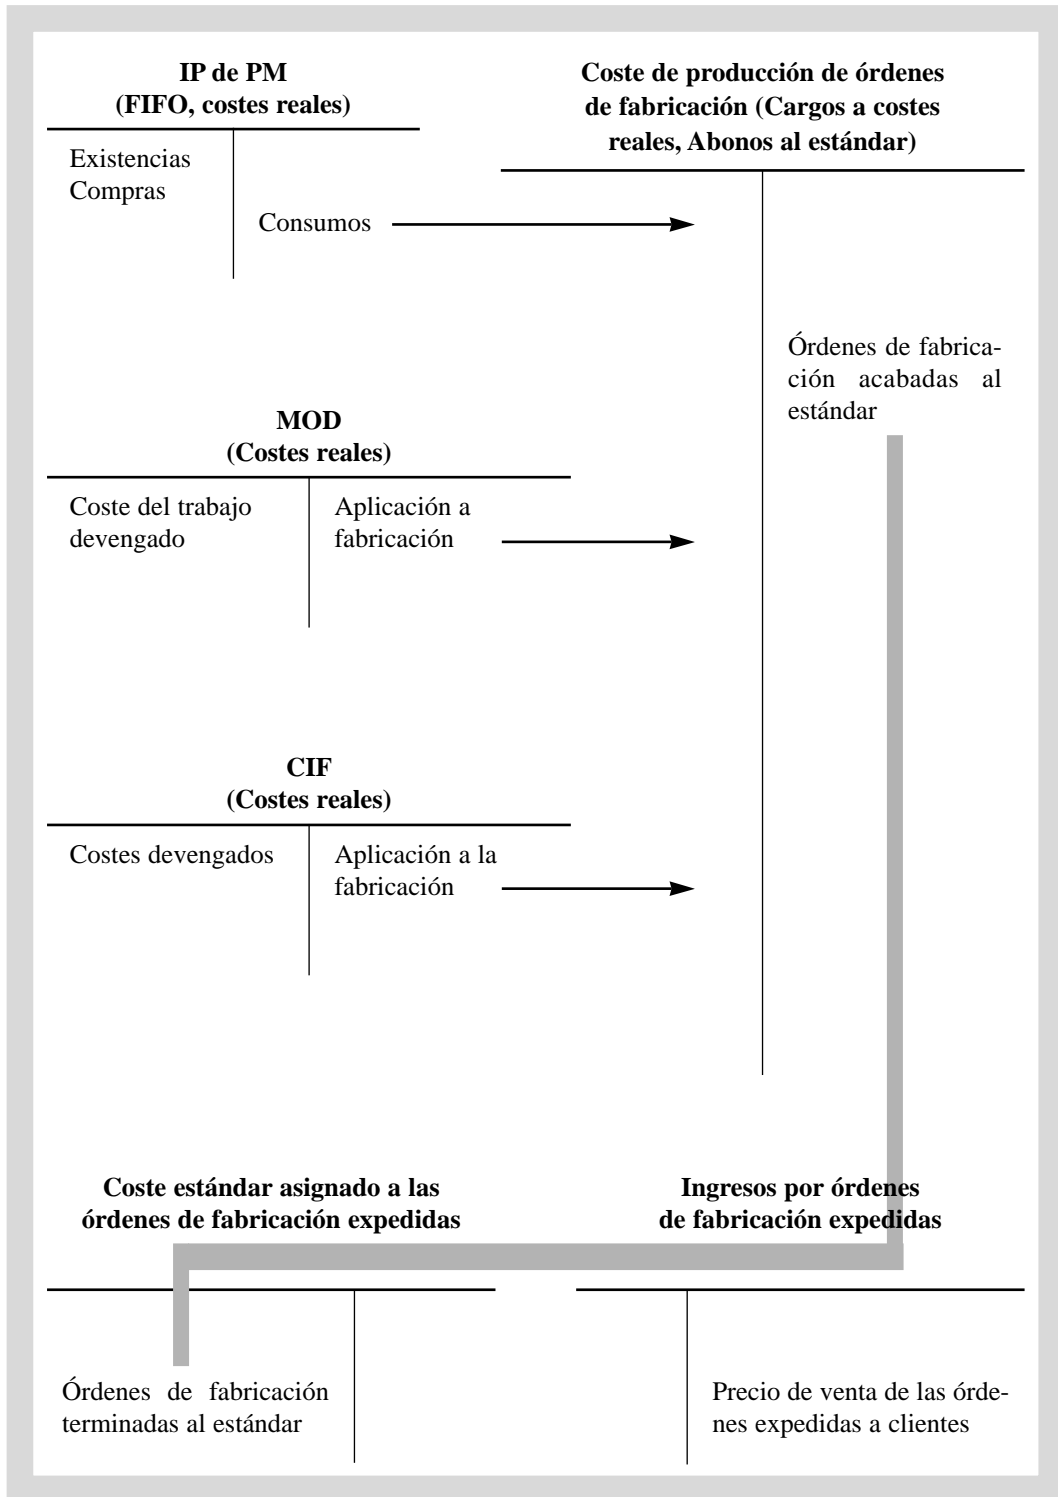 IP de PM
(FIFO, costes reales)
Existencias
Compras
Consumos
Coste de producción de órdenes
de fabricación (Cargos a costes
reales, Abonos al estándar)
Órdenes de fabrica-
ción acabadas al
estándar
MOD
(Costes reales)
Coste del trabajo
devengado
Aplicación a
fabricación
CIF
(Costes reales)
Costes devengados
Aplicación a la
fabricación
Coste estándar asignado a las
órdenes de fabricación expedidas
Órdenes de fabricación
terminadas al estándar
Ingresos por órdenes
de fabricación expedidas
Precio de venta de las órde-
nes expedidas a clientes